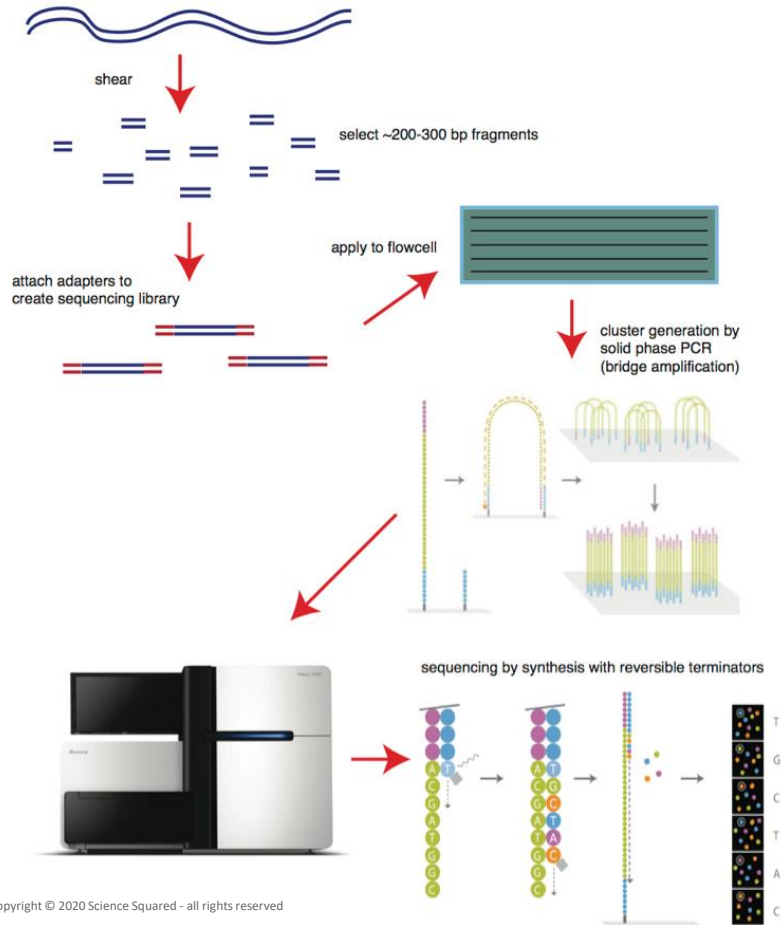 shear
select ~200-300 bp fragments
apply to flowcell
attach adapters to
create sequencing library
cluster generation by
solid phase PCR
(bridge amplification)
sequencing by synthesis with reversible terminators
A T
C
G
A
T
G
G
C
A T
C G
G C
A T
T A
G C
G
C
T
G
C
T
A
C
opyright © 2020 Science Squared - all rights reserved